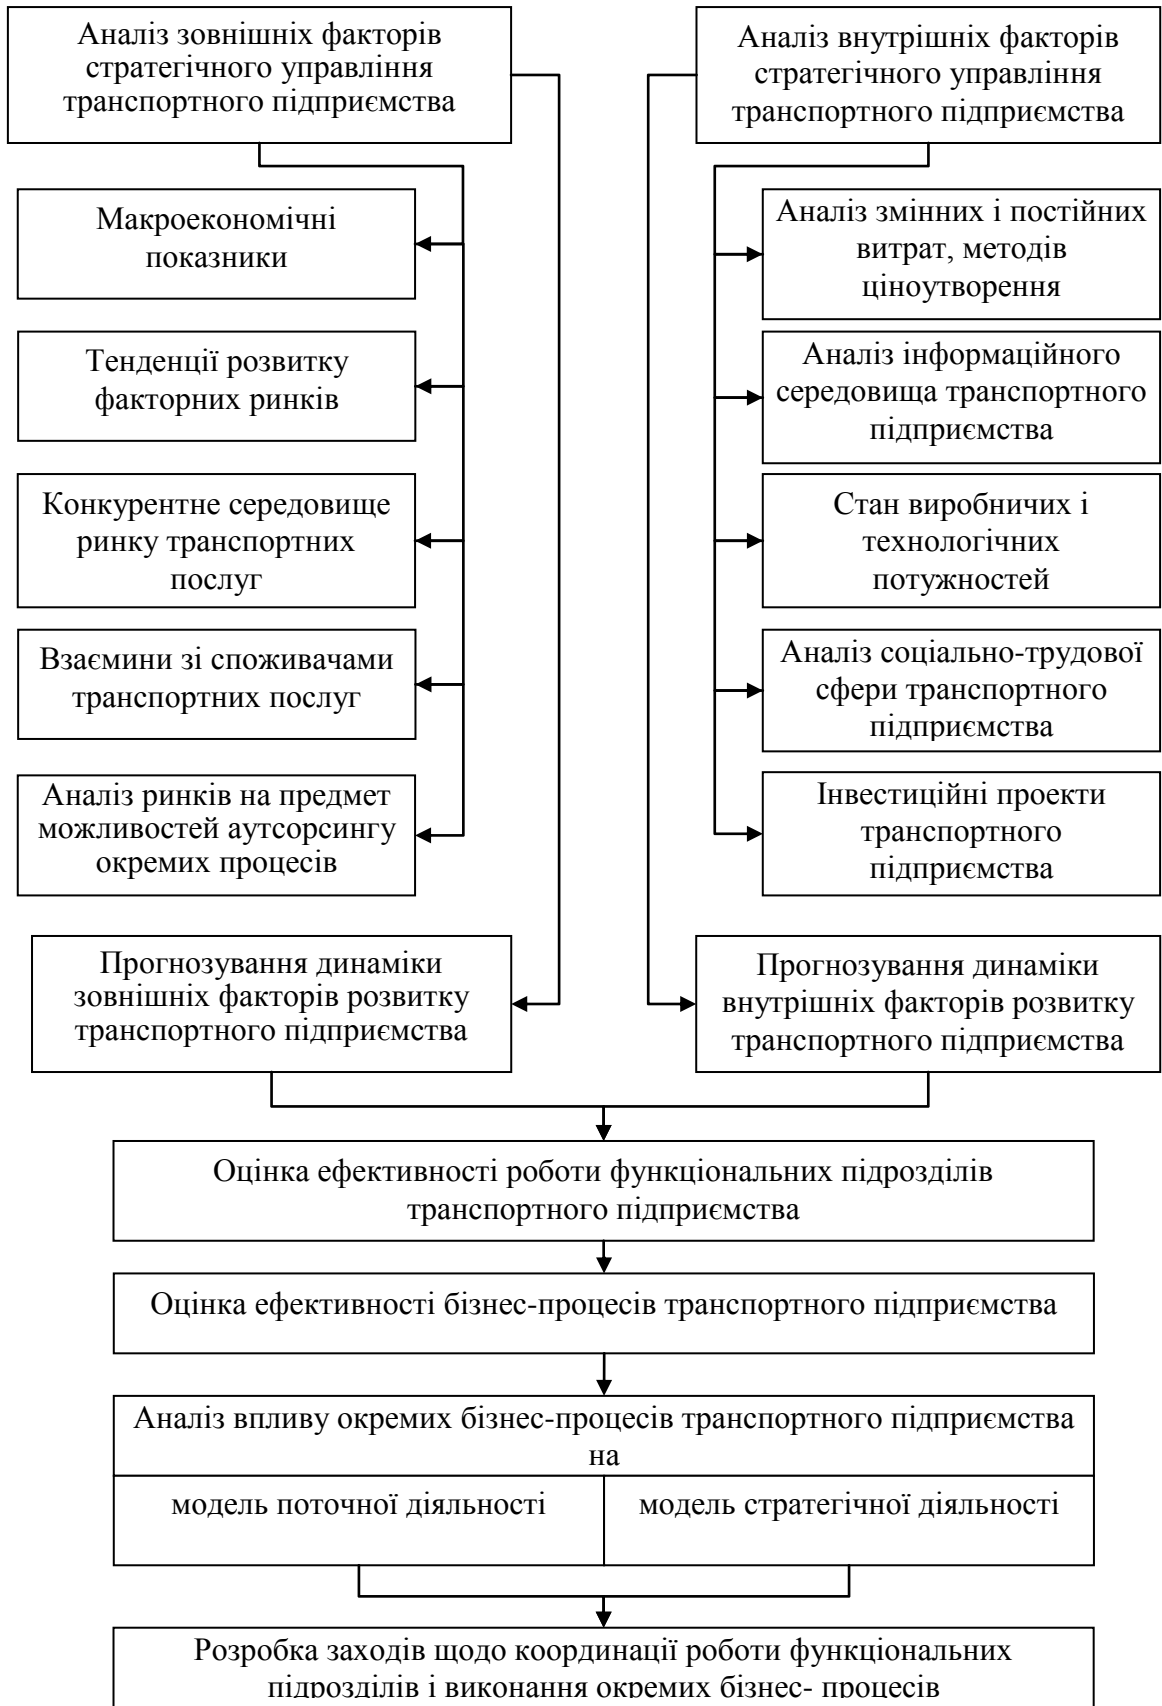 Аналіз зовнішніх факторів
стратегічного управління
транспортного підприємства
Аналіз внутрішніх факторів
стратегічного управління
транспортного підприємства
Макроекономічні
показники
Тенденції розвитку
факторних ринків
Конкурентне середовище
ринку транспортних
послуг
Взаємини зі споживачами
транспортних послуг
Аналіз ринків на предмет
можливостей аутсорсингу
окремих процесів
Аналіз змінних і постійних
витрат, методів
ціноутворення
Аналіз інформаційного
середовища транспортного
підприємства
Стан виробничих і
технологічних
потужностей
Аналіз соціально-трудової
сфери транспортного
підприємства
Інвестиційні проекти
транспортного
підприємства
Прогнозування динаміки
зовнішніх факторів розвитку
транспортного підприємства
Прогнозування динаміки
внутрішніх факторів розвитку
транспортного підприємства
Оцінка ефективності роботи функціональних підрозділів
транспортного підприємства
Оцінка ефективності бізнес-процесів транспортного підприємства
Аналіз впливу окремих бізнес-процесів транспортного підприємства
на
модель поточної діяльності
модель стратегічної діяльності
Розробка заходів щодо координації роботи функціональних
підрозділів і виконання окремих бізнес- процесів